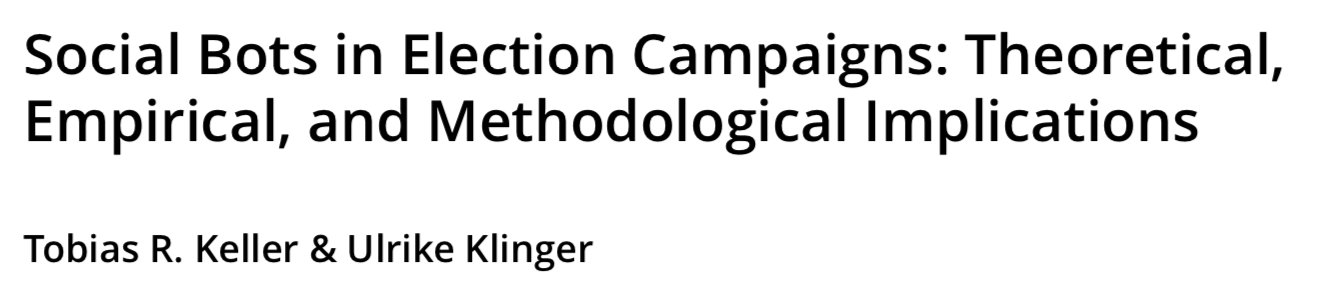 Social Bots in Election Campaigns: Theoretical,
Empirical, and Methodological Implications
Tobias R. Keller & Ulrike Klinger